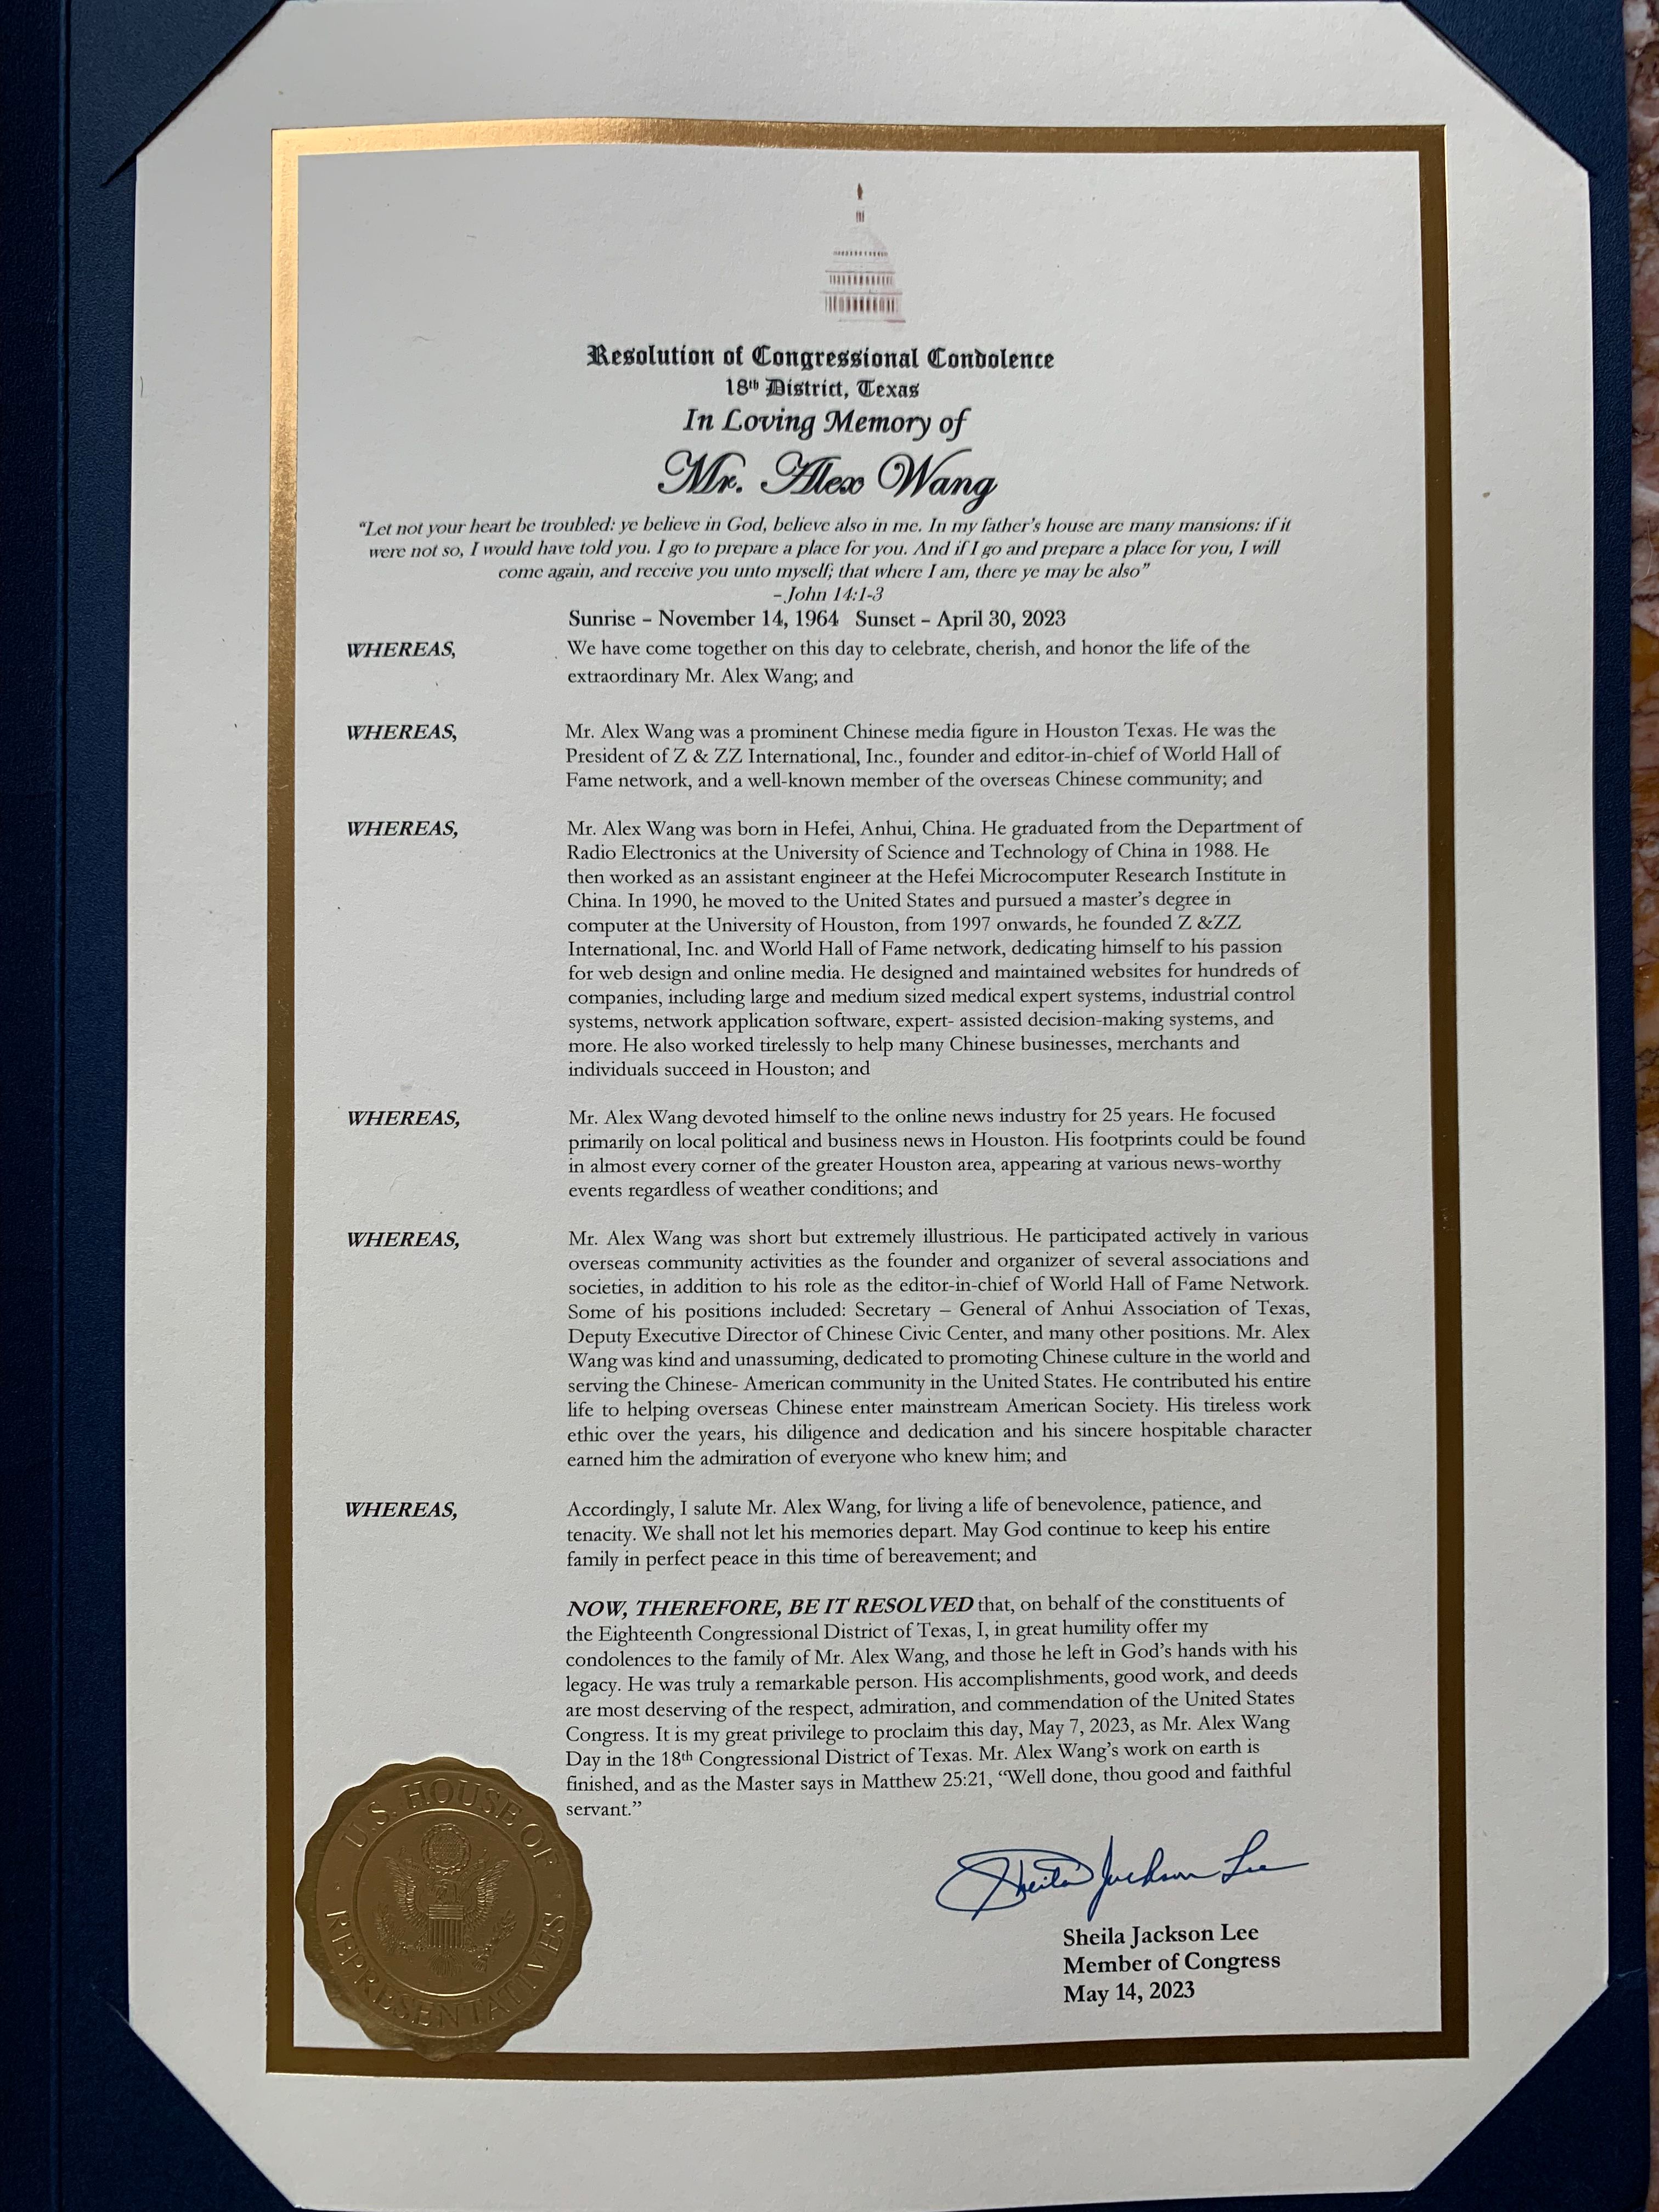 Resolution of Congressional Condolence
18th District, Texas
In Loving Memory of
Mr. Alex Wang
“Let not your heart be troubled: ye believe in God, believe also in me. In my father’s house are many mansions: if it
were not so, I would have told you. I go to prepare a place for you. And if I go and prepare a place for you, I will
come again, and receive you unto myself; that where I am, there ye may be also”
– John 14:1-3
Sunrise – November 14, 1964 Sunset – April 30, 2023
WHEREAS, We have come together on this day to celebrate, cherish, and honor the life of the
extraordinary Mr. Alex Wang; and
WHEREAS, Mr. Alex Wang was a prominent Chinese media figure in Houston Texas. He was the
President of Z & ZZ International, Inc., founder and editor-in-chief of World Hall of
Fame network, and a well-known member of the overseas Chinese community; and
WHEREAS, Mr. Alex Wang was born in Hefei, Anhui, China. He graduated from the Department of
Radio Electronics at the University of Science and Technology of China in 1988. He
then worked as an assistant engineer at the Hefei Microcomputer Research Institute in
China. In 1990, he moved to the United States and pursued a master’s degree in
computer at the University of Houston, from 1997 onwards, he founded Z &ZZ
International, Inc. and World Hall of Fame network, dedicating himself to his passion
for web design and online media. He designed and maintained websites for hundreds of
companies, including large and medium sized medical expert systems, industrial control
systems, network application software, expert- assisted decision-making systems, and
more. He also worked tirelessly to help many Chinese businesses, merchants and
individuals succeed in Houston; and
WHEREAS, Mr. Alex Wang devoted himself to the online news industry for 25 years. He focused
primarily on local political and business news in Houston. His footprints could be found
in almost every corner of the greater Houston area, appearing at various news-worthy
events regardless of weather conditions; and
WHEREAS, Mr. Alex Wang was short but extremely illustrious. He participated actively in various
overseas community activities as the founder and organizer of several associations and
societies, in addition to his role as the editor-in-chief of World Hall of Fame Network.
Some of his positions included: Secretary – General of Anhui Association of Texas,
Deputy Executive Director of Chinese Civic Center, and many other positions. Mr. Alex
Wang was kind and unassuming, dedicated to promoting Chinese culture in the world and
serving the Chinese- American community in the United States. He contributed his entire
life to helping overseas Chinese enter mainstream American Society. His tireless work
ethic over the years, his diligence and dedication and his sincere hospitable character
earned him the admiration of everyone who knew him; and
WHEREAS, Accordingly, I salute Mr. Alex Wang, for living a life of benevolence, patience, and
tenacity. We shall not let his memories depart. May God continue to keep his entire
family in perfect peace in this time of bereavement; and
NOW, THEREFORE, BE IT RESOLVED that, on behalf of the constituents of
the Eighteenth Congressional District of Texas, I, in great humility offer my
condolences to the family of Mr. Alex Wang, and those he left in God’s hands with his
legacy. He was truly a remarkable person. His accomplishments, good work, and deeds
are most deserving of the respect, admiration, and commendation of the United States
Congress. It is my great privilege to proclaim this day, May 7, 2023, as Mr. Alex Wang
Day in the 18th Congressional District of Texas. Mr. Alex Wang’s work on earth is
finished, and as the Master says in Matthew 25:21, “Well done, thou good and faithful
servant.”
U.S. HOUSE OF
REPRESENTATIVES
Sheila Jackson Lee
Sheila Jackson Lee
Member of Congress
May 14, 2023